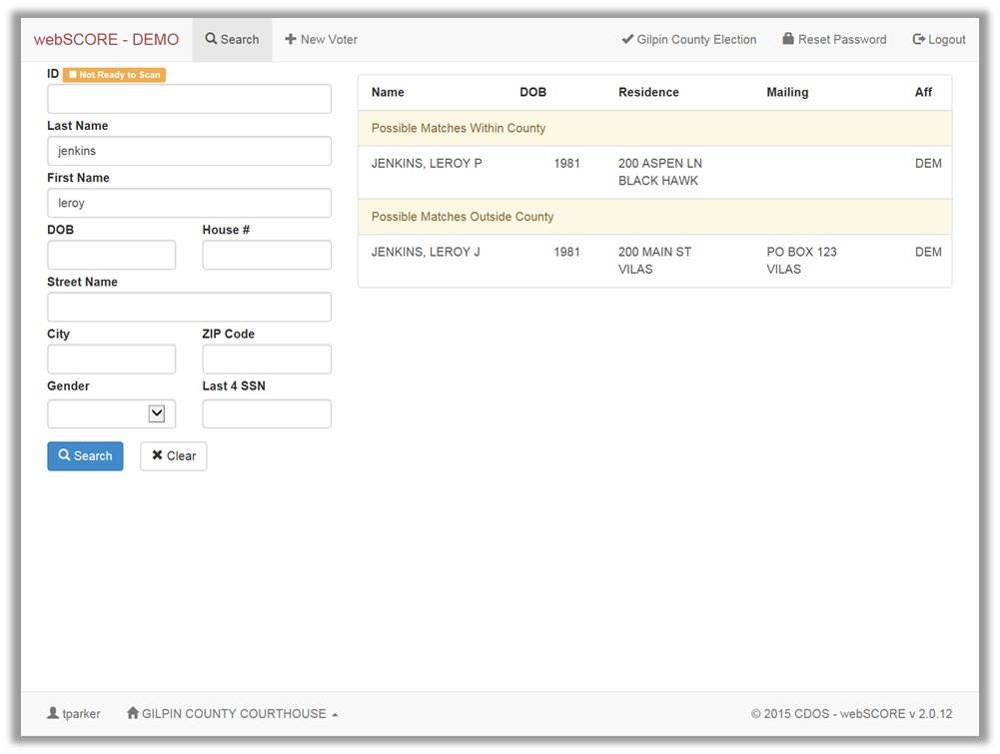 webSCORE - DEMO Search New Voter Gilpin County Election Reset Password Logout
ID Not Ready to Scan
Last Name
jenkins
First Name
leroy
DOB House #
Street Name
City ZIP Code
Gender Last 4 SSN
Search Clear
Name DOB Residence Mailing Aff
Possible Matches Within County
JENKINS, LEROY P 1981 200 ASPEN LN DEM
BLACK HAWK
Possible Matches Outside County
JENKINS, LEROY J 1981 200 MAIN ST PO BOX 123 DEM
VILAS VILAS
tparker GILPIN COUNTY COURTHOUSE © 2015 CDOS - webSCORE v 2.0.12